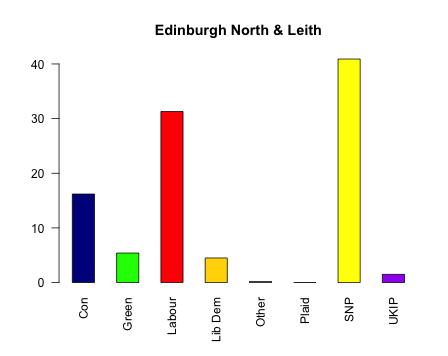 Edinburgh North & Leith
40
30
20
10
0
Con
Green
Labour
Lib Dem
Other
Plaid
SNP
UKIP